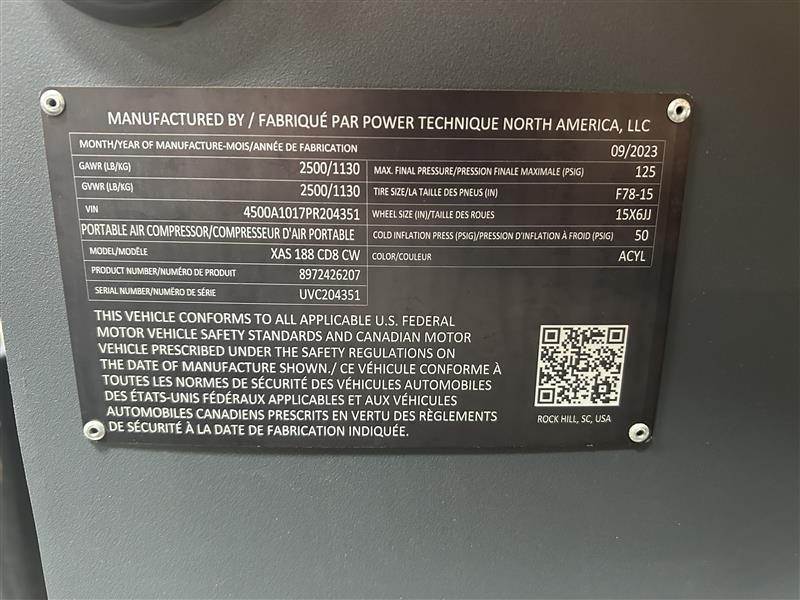 MANUFACTURED BY / FABRIQUÉ PAR POWER TECHNIQUE NORTH AMERICA, LLC
MONTH/YEAR OF MANUFACTURE-MOIS/ANNÉE DE FABRICATION 09/2023
GAWR (LB/KG) 2500/1130 MAX. FINAL PRESSURE/PRESSION FINALE MAXIMALE (PSIG) 125
GVWR (LB/KG) 2500/1130 TIRE SIZE/LA TAILLE DES PNEUS (IN) F78-15
VIN 4500A1017PR204351 WHEEL SIZE (IN)/TAILLE DES ROUES 15X6JJ
PORTABLE AIR COMPRESSOR/COMPRESSEUR D'AIR PORTABLE COLD INFLATION PRESS (PSIG)/PRESSION D'INFLATION À FROID (PSIG) 50
MODEL/MODÈLE XAS 188 CD8 CW COLOR/COULEUR ACYL
PRODUCT NUMBER/NUMÉRO DE PRODUIT 8972426207
SERIAL NUMBER/NUMÉRO DE SÉRIE UVC204351
THIS VEHICLE CONFORMS TO ALL APPLICABLE U.S. FEDERAL
MOTOR VEHICLE SAFETY STANDARDS AND CANADIAN MOTOR
VEHICLE PRESCRIBED UNDER THE SAFETY REGULATIONS ON
THE DATE OF MANUFACTURE SHOWN./ CE VÉHICULE CONFORME À
TOUTES LES NORMES DE SÉCURITÉ DES VÉHICULES AUTOMOBILES
DES ÉTATS-UNIS FÉDÉRAUX APPLICABLES ET AUX VÉHICULES
AUTOMOBILES CANADIENS PRESCRITS EN VERTU DES RÈGLEMENTS
DE SÉCURITÉ À LA DATE DE FABRICATION INDIQUÉE.
ROCK HILL, SC, USA